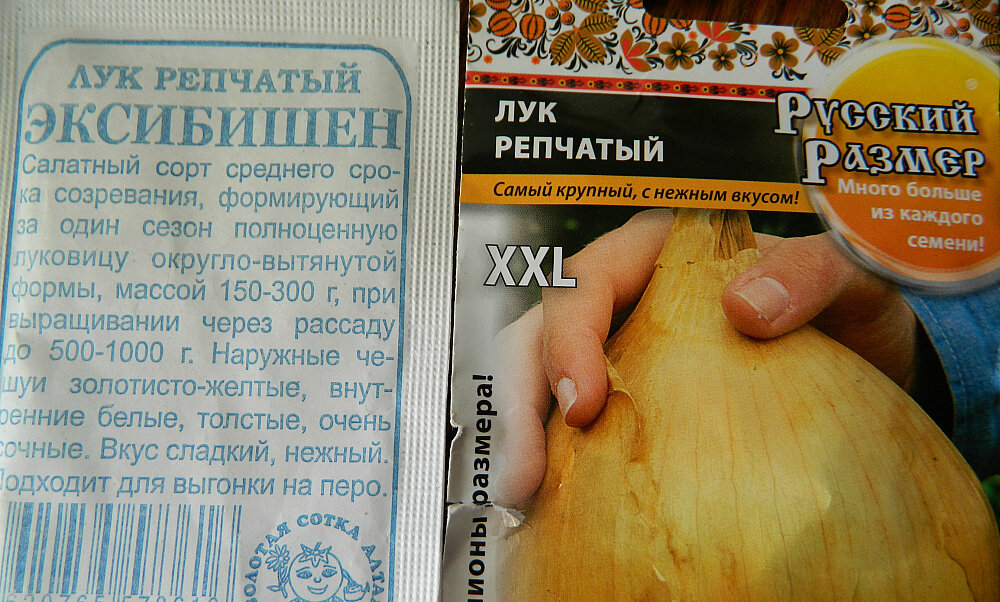 ЛУК РЕПЧАТЫЙ
ЭКСИБИШЕН
Салатный сорт среднего сро-
ка созревания, формирующий
за один сезон полноценную
луковицу округло-вытянутой
формы, массой 150-300 г, при
выращивании через рассаду
до 500-1000 г. Наружные че-
шуи золотисто-желтые, внут-
ренние белые, толстые, очень
сочные. Вкус сладкий, нежный.
Подходит для выгонки на перо.
ЗОЛОТАЯ СОТКА АЛТА
ЛУК
РЕПЧАТЫЙ
Самый крупный, с нежным вкусом!
Русский
Размер
®
Много больше
из каждого
семени!
XXL
пионы размера!